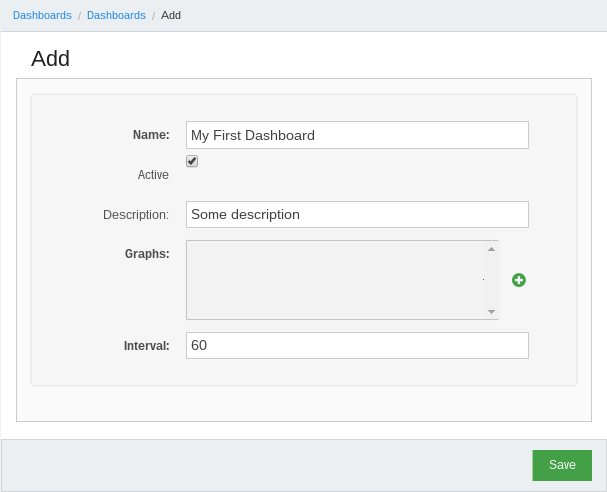 Dashboards / Dashboards / Add
Add
Name: My First Dashboard
Active
Description: Some description
Graphs:
Interval: 60
Save